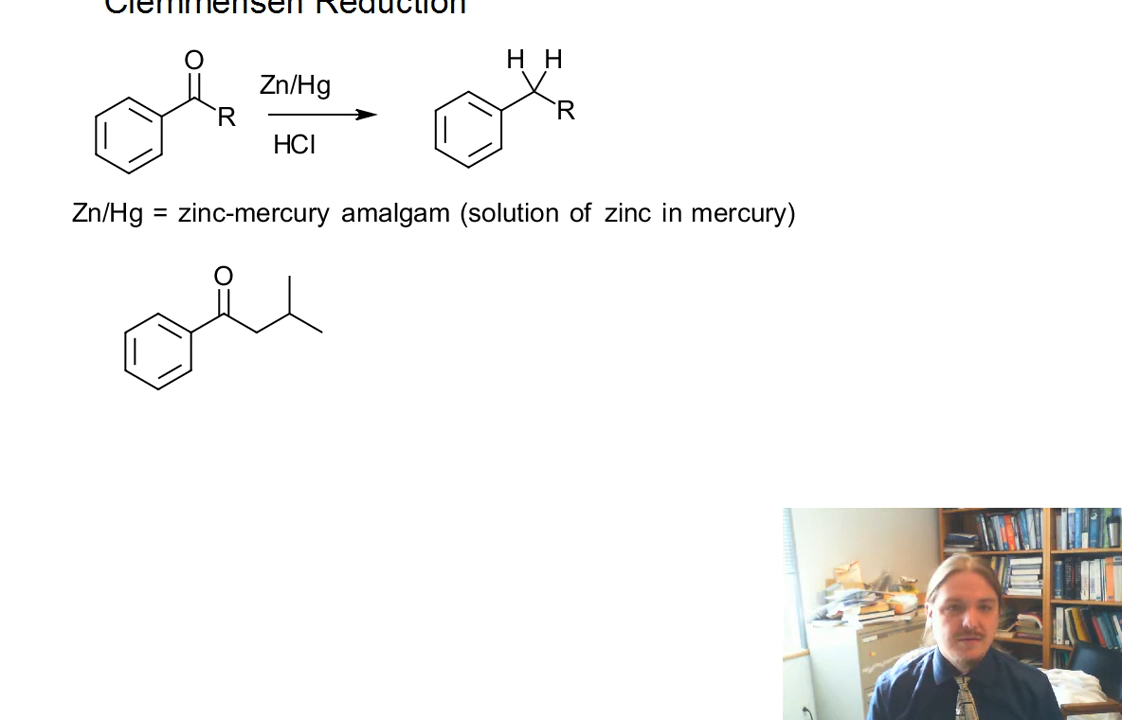 Clemmensen Reduction
O
R
Zn/Hg
HCl
H H
R
Zn/Hg = zinc-mercury amalgam (solution of zinc in mercury)
O